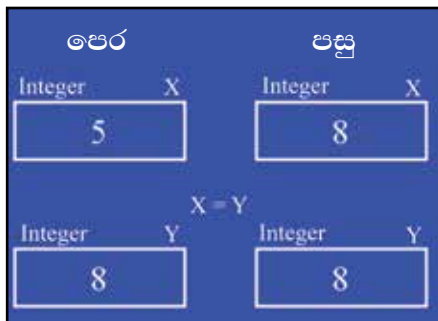 පෙර පසු
Integer X Integer X
5 8
X = Y
Integer Y Integer Y
8 8